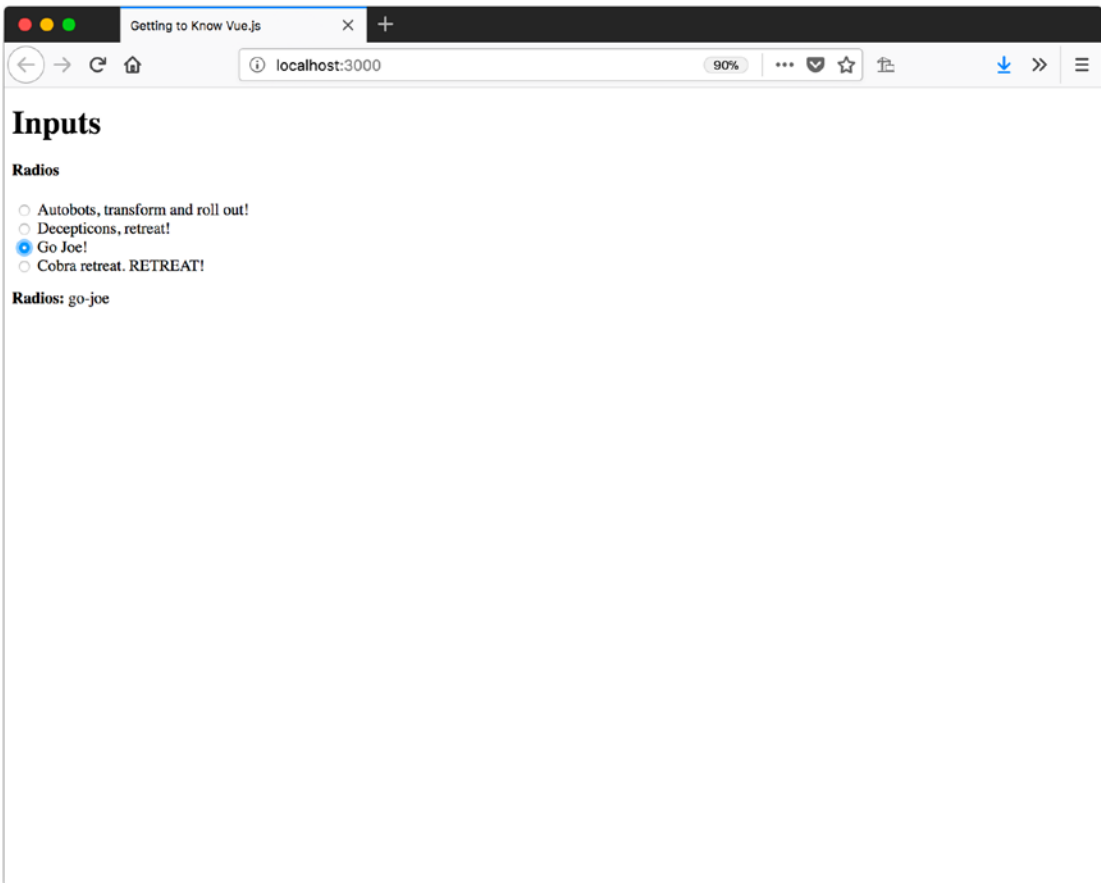 Getting to Know Vue.js
localhost:3000
90%
Inputs
Radios
Autobots, transform and roll out!
Decepticons, retreat!
Go Joe!
Cobra retreat. RETREAT!
Radios: go-joe